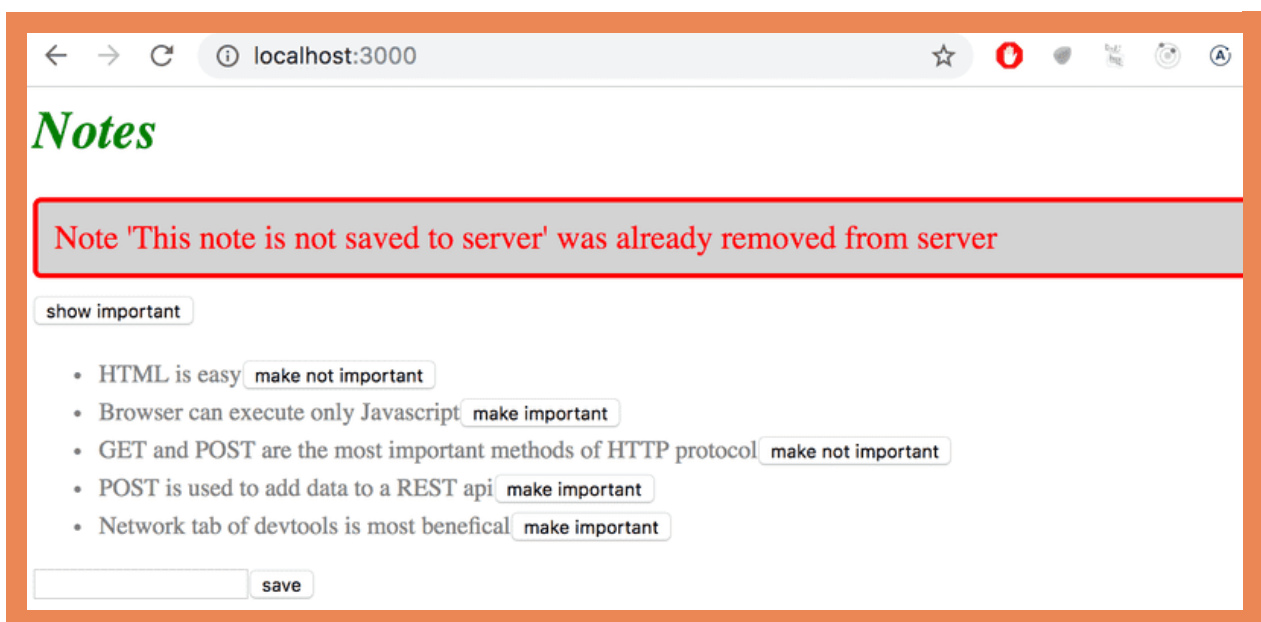 localhost:3000
Notes
Note 'This note is not saved to server' was already removed from server
show important
HTML is easy make not important
Browser can execute only Javascript make important
GET and POST are the most important methods of HTTP protocol make not important
POST is used to add data to a REST api make important
Network tab of devtools is most benefical make important
save